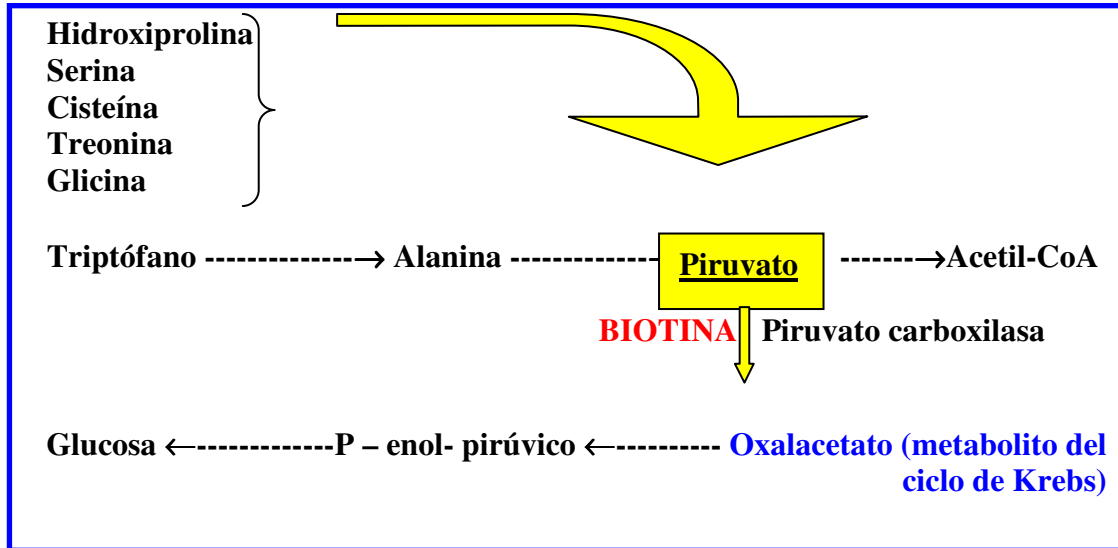 Hidroxiprolina
Serina
Cisteína
Treonina
Glicina
Triptófano -------------→ Alanina ----------- Piruvato -------→Acetil-CoA
BIOTINA Piruvato carboxilasa
Glucosa ←------------P – enol- pirúvico ←-------- Oxalacetato (metabolito del
ciclo de Krebs)